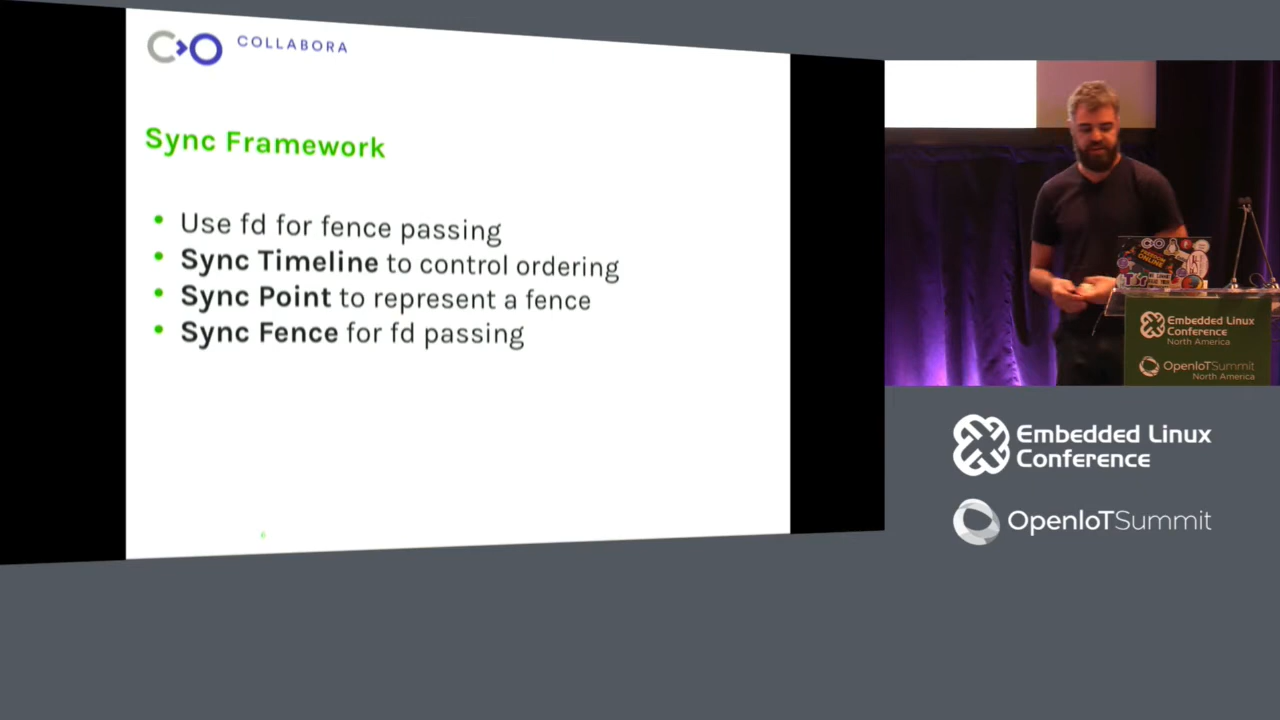 COLLABORA
Sync Framework
• Use fd for fence passing
• Sync Timeline to control ordering
• Sync Point to represent a fence
• Sync Fence for fd passing
6
Embedded Linux
Conference
North America
OpenIoTSummit
North America
Embedded Linux
Conference
OpenIoTSummit